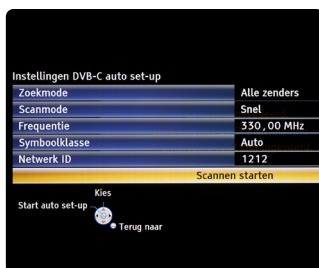 Instellingen DVB-C auto set-up
Zoekmode Alle zenders
Scanmode Snel
Frequentie 330,00 MHz
Symboolklasse Auto
Netwerk ID 1212
Scannen starten
Kies
Start auto set-up
Terug naar